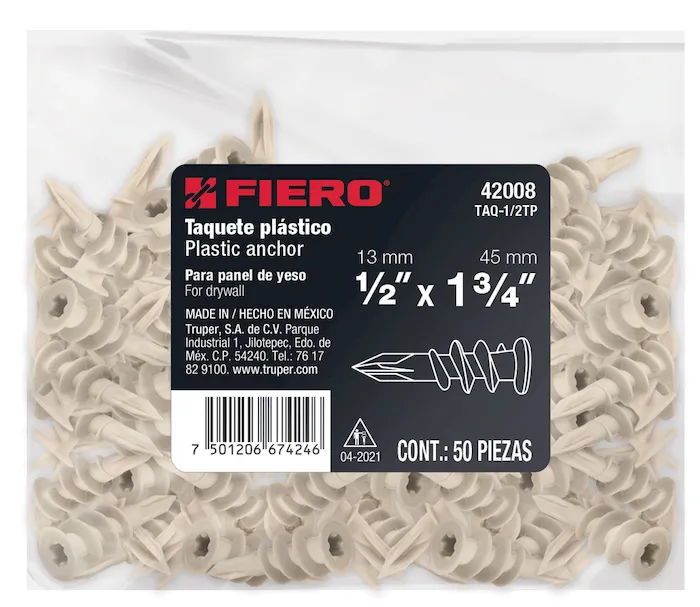 FIERO®
42008
TAQ-1/2TP
Taquete plástico
Plastic anchor
Para panel de yeso
For drywall
13 mm 45 mm
1/2" x 1 3/4"
MADE IN / HECHO EN MÉXICO
Truper, S.A. de C.V. Parque
Industrial 1, Jilotepec, Edo. de
Méx. C.P. 54240. Tel.: 76 17
82 9100. www.truper.com
7 501206 674246
04-2021
CONT.: 50 PIEZAS